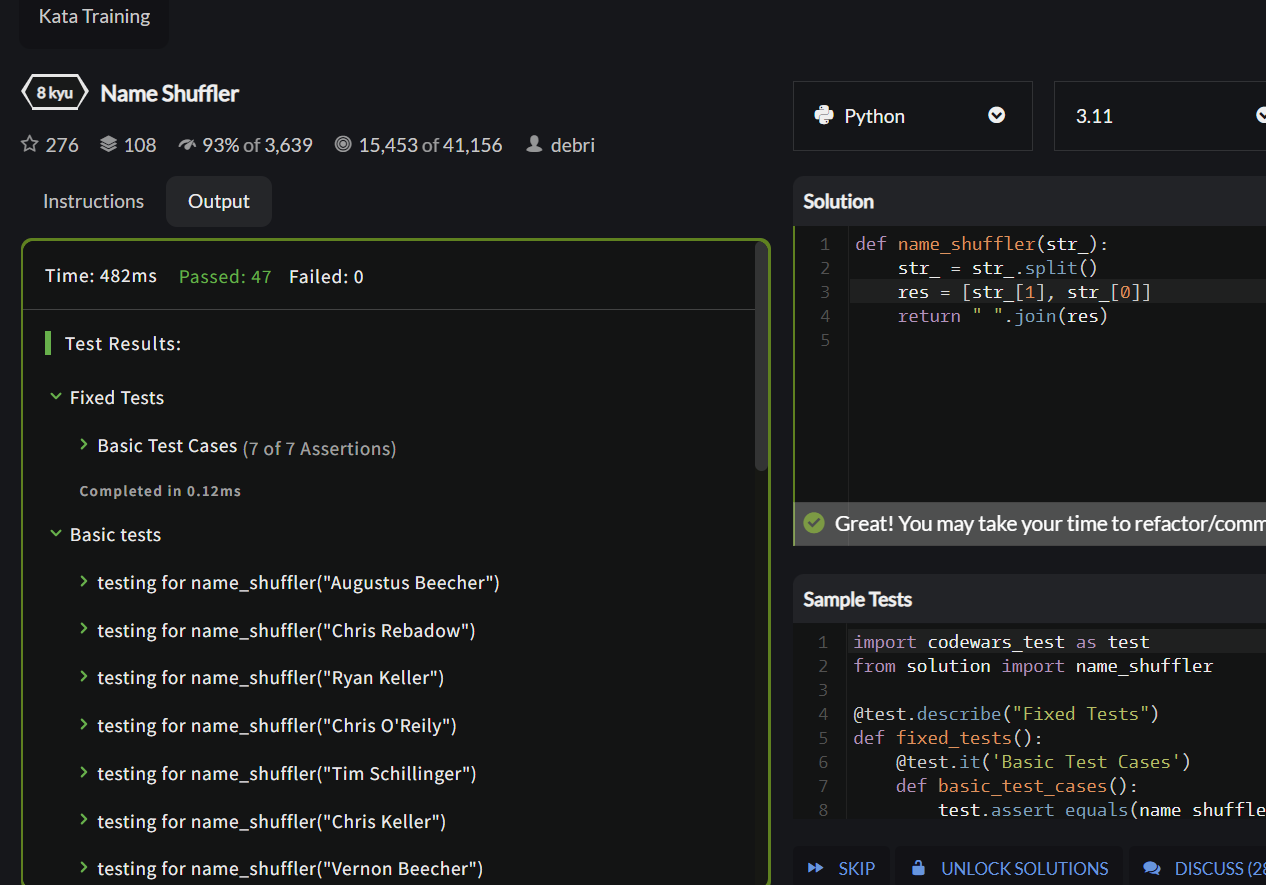 Kata Training
8 kyu Name Shuffler
276 108 93% of 3,639 15,453 of 41,156 debri
Instructions Output
Time: 482ms Passed: 47 Failed: 0
Test Results:
Fixed Tests
Basic Test Cases (7 of 7 Assertions)
Completed in 0.12ms
Basic tests
testing for name_shuffler("Augustus Beecher")
testing for name_shuffler("Chris Rebadow")
testing for name_shuffler("Ryan Keller")
testing for name_shuffler("Chris O'Reily")
testing for name_shuffler("Tim Schillinger")
testing for name_shuffler("Chris Keller")
testing for name_shuffler("Vernon Beecher")
Python 3.11
Solution
1 def name_shuffler(str_):
2     str_ = str_.split()
3     res = [str_[1], str_[0]]
4     return " ".join(res)
5
Great! You may take your time to refactor/comm
Sample Tests
1 import codewars_test as test
2 from solution import name_shuffler
3
4 @test.describe("Fixed Tests")
5 def fixed_tests():
6     @test.it('Basic Test Cases')
7     def basic_test_cases():
8         test.assert_equals(name_shuffle
SKIP UNLOCK SOLUTIONS DISCUSS (28